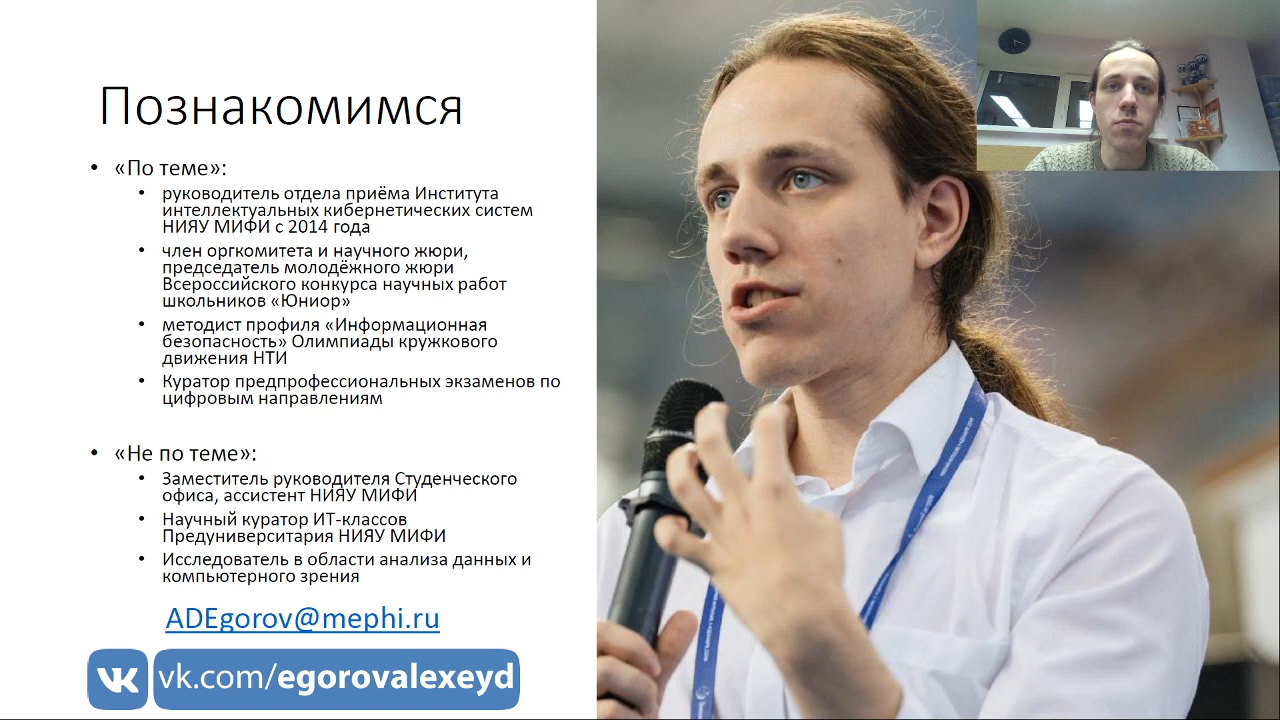 Познакомимся
• «По теме»:
• руководитель отдела приёма Института
интеллектуальных кибернетических систем
НИЯУ МИФИ с 2014 года
• член оргкомитета и научного жюри,
председатель молодёжного жюри
Всероссийского конкурса научных работ
школьников «Юниор»
• методист профиля «Информационная
безопасность» Олимпиады кружкового
движения НТИ
• Куратор предпрофессиональных экзаменов по
цифровым направлениям
• «Не по теме»:
• Заместитель руководителя Студенческого
офиса, ассистент НИЯУ МИФИ
• Научный куратор ИТ-классов
Предуниверситария НИЯУ МИФИ
• Исследователь в области анализа данных и
компьютерного зрения
ADEgorov@mephi.ru
vk.com/egorovalexeyd